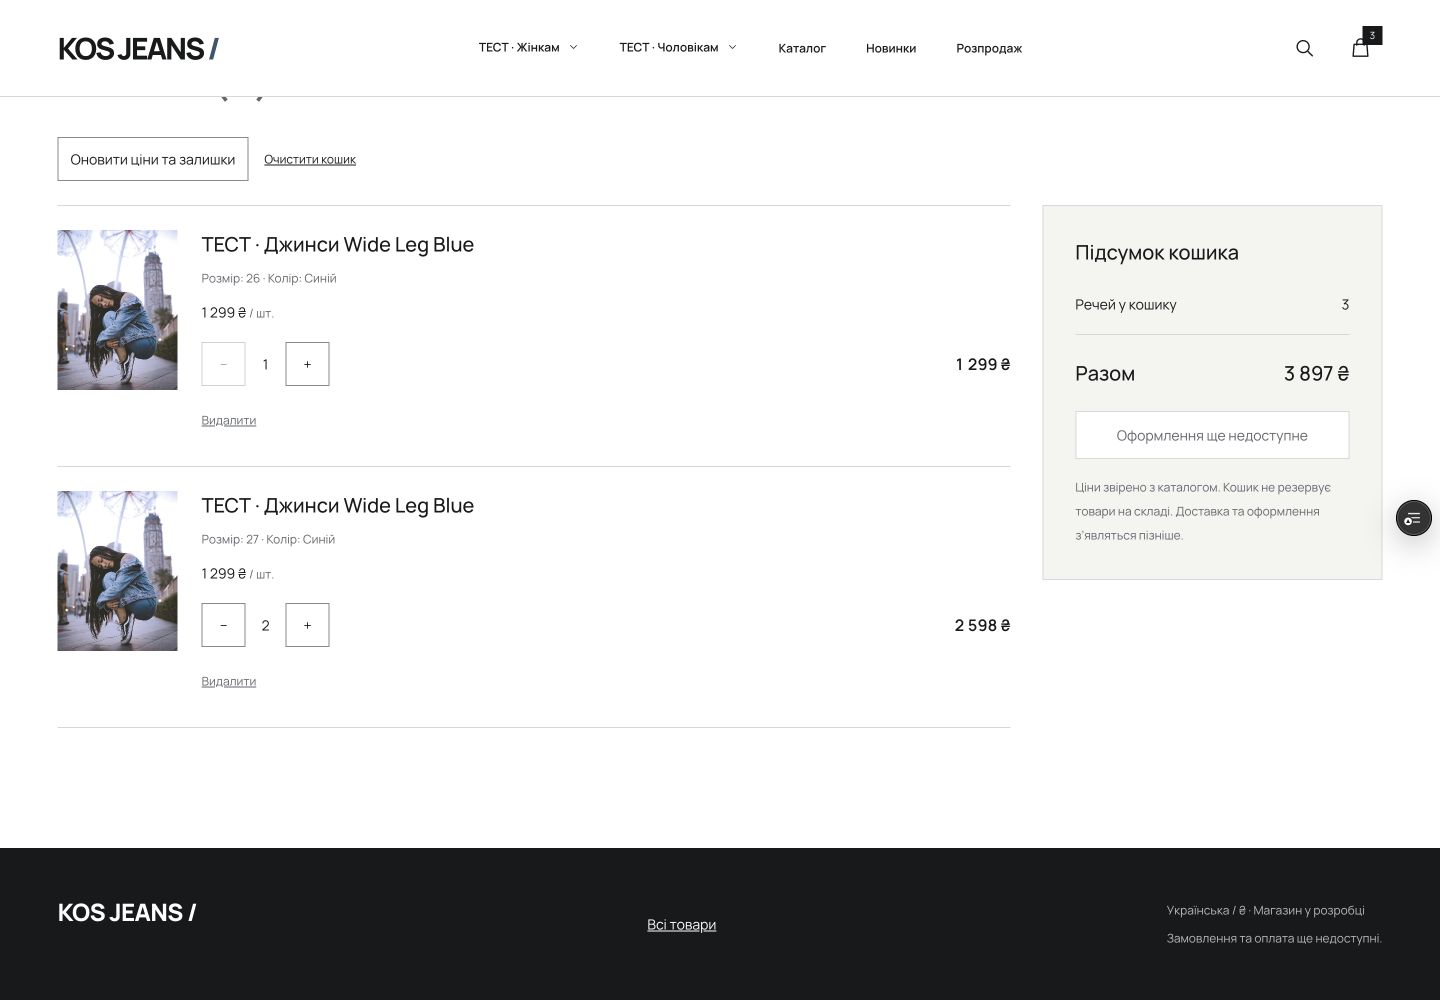 KOS JEANS /
ТЕСТ · Жінкам
ТЕСТ · Чоловікам
Каталог
Новинки
Розпродаж
3
Оновити ціни та залишки
Очистити кошик
ТЕСТ · Джинси Wide Leg Blue
Розмір: 26 · Колір: Синій
1 299 ₴ / шт.
− 1 +
1 299 ₴
Видалити
ТЕСТ · Джинси Wide Leg Blue
Розмір: 27 · Колір: Синій
1 299 ₴ / шт.
− 2 +
2 598 ₴
Видалити
Підсумок кошика
Речей у кошику 3
Разом 3 897 ₴
Оформлення ще недоступне
Ціни звірено з каталогом. Кошик не резервує
товари на складі. Доставка та оформлення
з’являться пізніше.
KOS JEANS /
Всі товари
Українська / ₴ · Магазин у розробці
Замовлення та оплата ще недоступні.